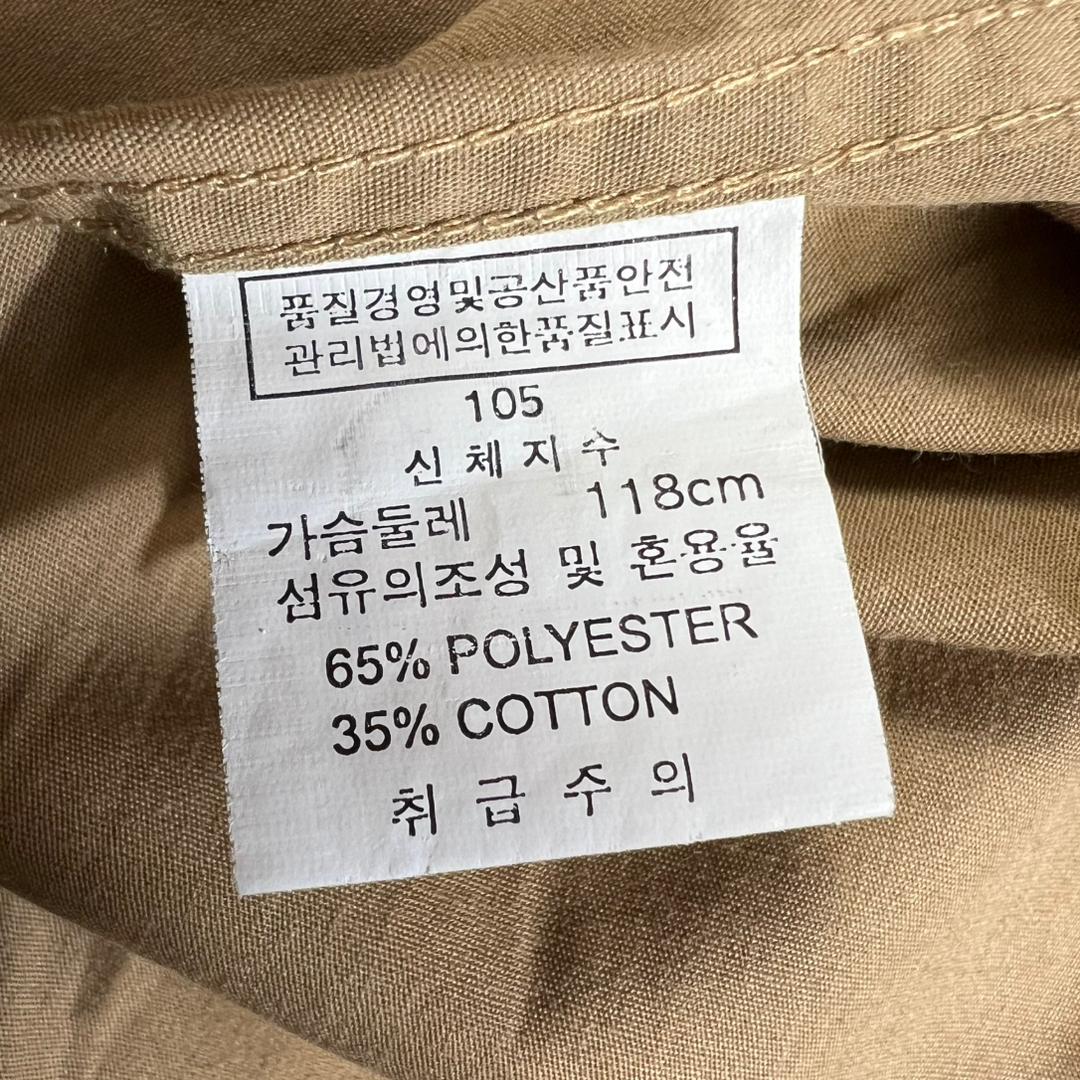 품질경영및공산품안전
관리법에의한품질표시
105
신체지수
가슴둘레 118cm
섬유의조성 및 혼용율
65% POLYESTER
35% COTTON
취급주의